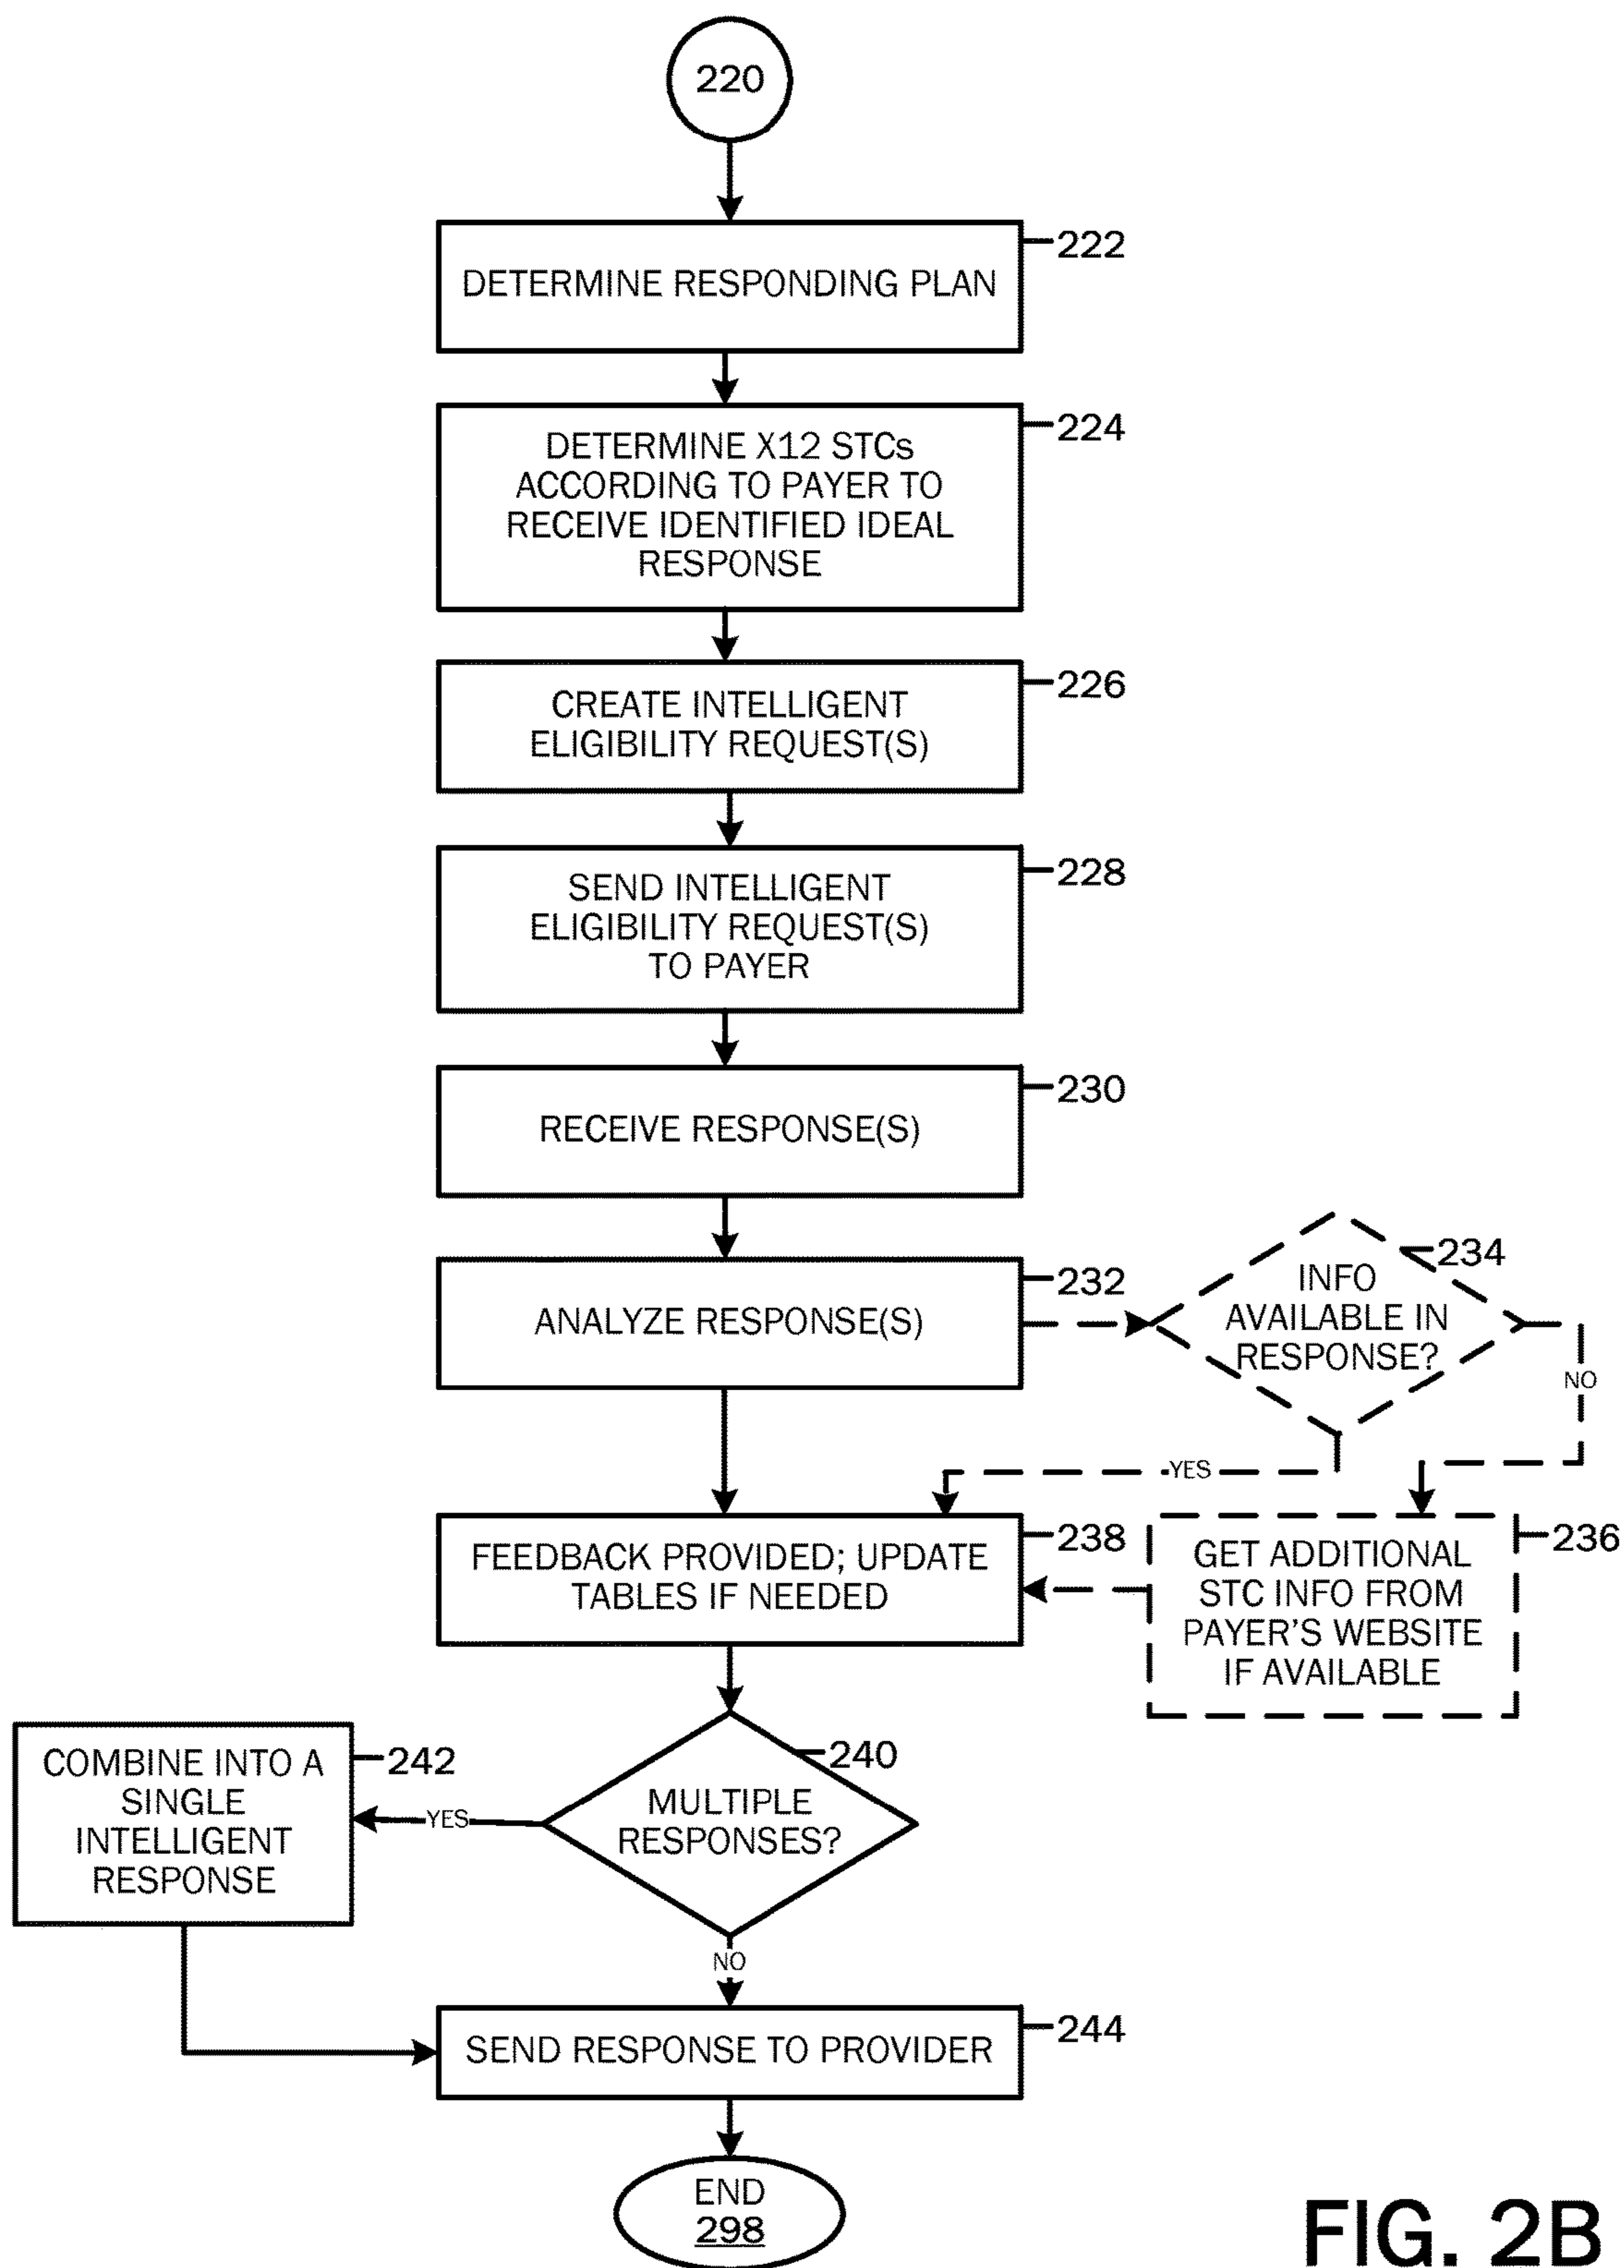 220
222
DETERMINE RESPONDING PLAN
224
DETERMINE X12 STCs
ACCORDING TO PAYER TO
RECEIVE IDENTIFIED IDEAL
RESPONSE
226
CREATE INTELLIGENT
ELIGIBILITY REQUEST(S)
228
SEND INTELLIGENT
ELIGIBILITY REQUEST(S)
TO PAYER
230
RECEIVE RESPONSE(S)
232
ANALYZE RESPONSE(S)
234
INFO
AVAILABLE IN
RESPONSE?
NO
YES
238
FEEDBACK PROVIDED; UPDATE
TABLES IF NEEDED
236
GET ADDITIONAL
STC INFO FROM
PAYER'S WEBSITE
IF AVAILABLE
240
MULTIPLE
RESPONSES?
YES
242
COMBINE INTO A
SINGLE
INTELLIGENT
RESPONSE
NO
244
SEND RESPONSE TO PROVIDER
END
298
FIG. 2B